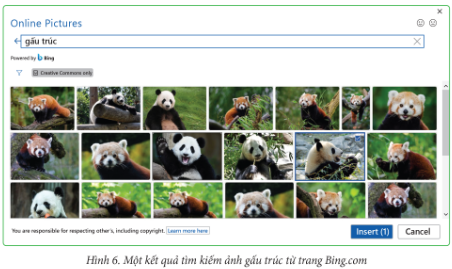 Online Pictures
gấu trúc
Powered by Bing
Creative Commons only
You are responsible for respecting other's, including copyright. Learn more here
Insert (1)
Cancel
Hình 6. Một kết quả tìm kiếm ảnh gấu trúc từ trang Bing.com